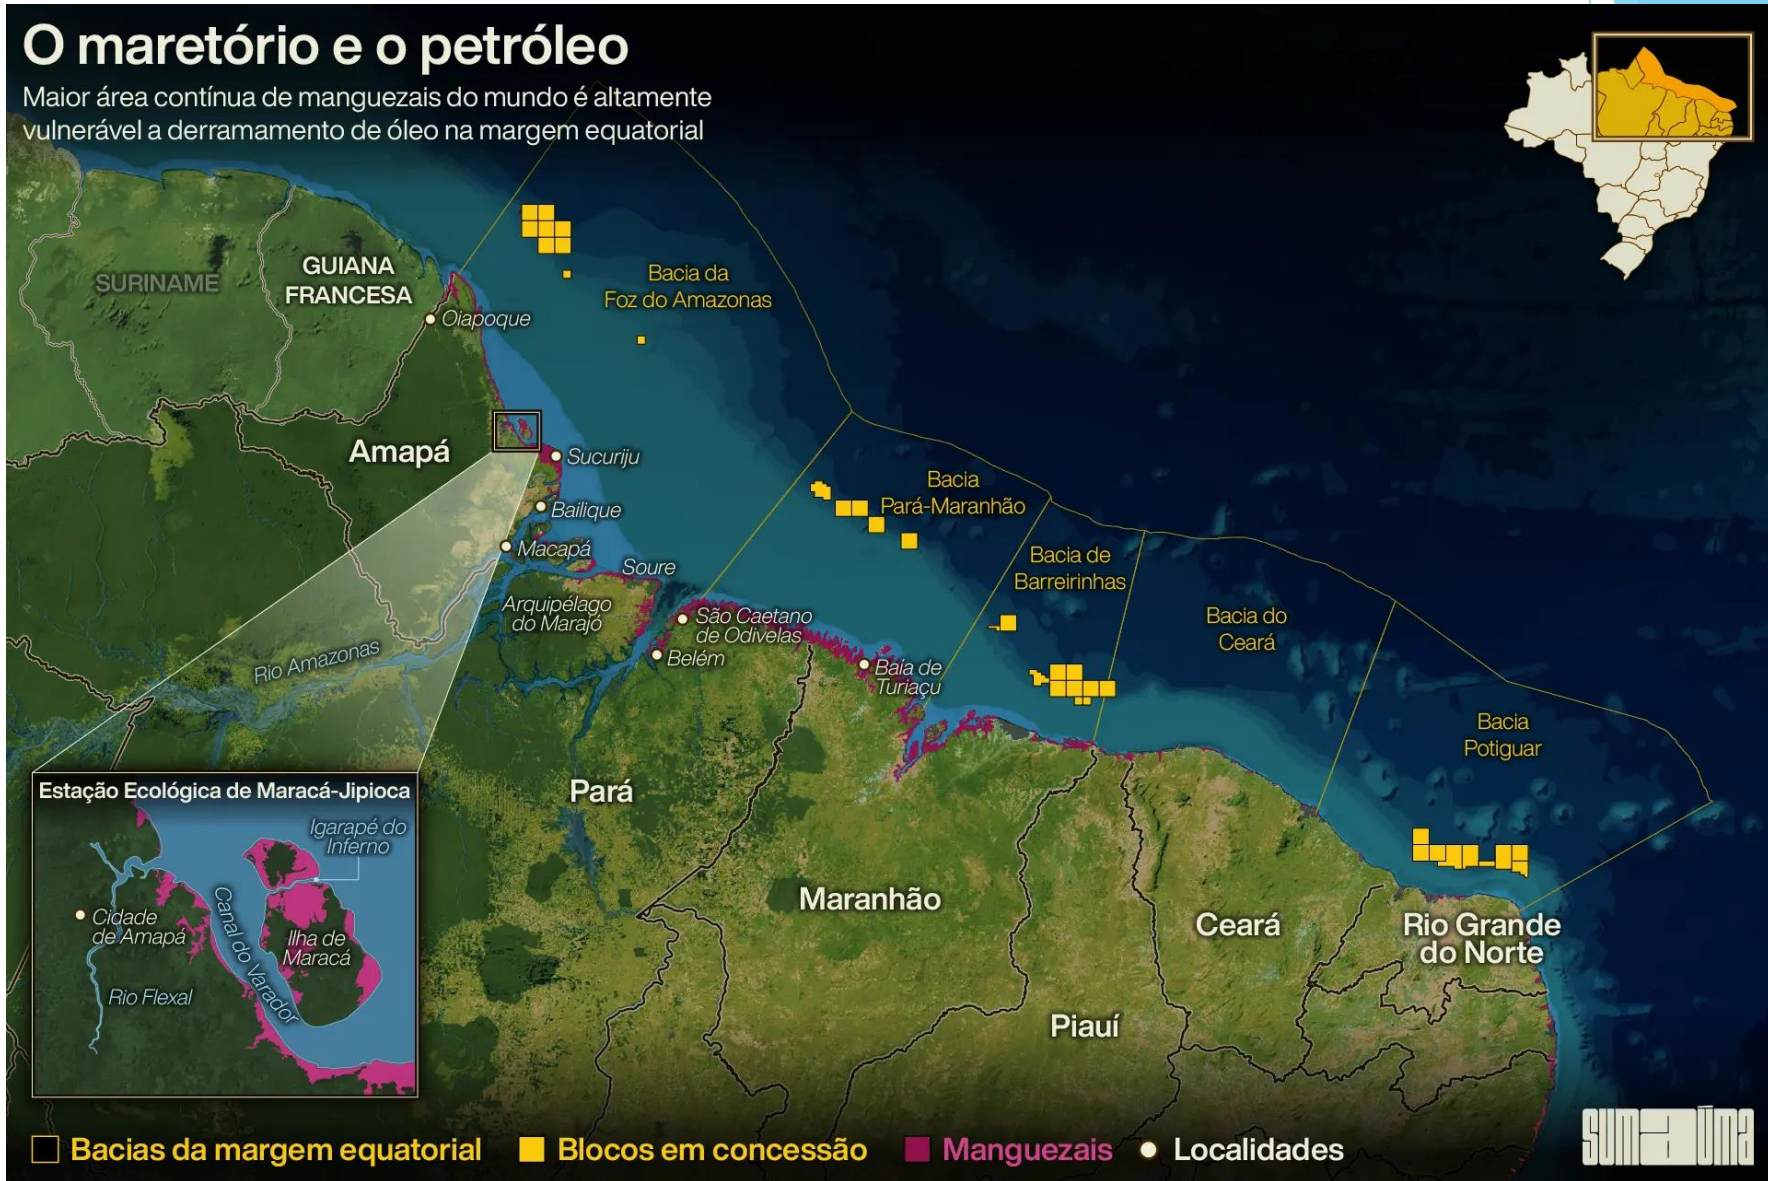 O maretório e o petróleo
Maior área contínua de manguezais do mundo é altamente
vulnerável a derramamento de óleo na margem equatorial
SURINAME
GUIANA
FRANCESA
Oiapoque
Bacia da
Foz do Amazonas
Amapá
Sucuriju
Bailique
Macapá
Soure
Arquipélago
do Marajó
Rio Amazonas
São Caetano
de Odivelas
Belém
Baía de
Turiaçu
Bacia
Pará-Maranhão
Bacia de
Barreirinhas
Bacia do
Ceará
Bacia
Potiguar
Pará
Maranhão
Piauí
Ceará
Rio Grande
do Norte
Estação Ecológica de Maracá-Jipioca
Igarapé do
Inferno
Cidade
de Amapá
Canal do Varador
Ilha de
Maracá
Rio Flexal
Bacias da margem equatorial
Blocos em concessão
Manguezais
Localidades
SUMAÚMA